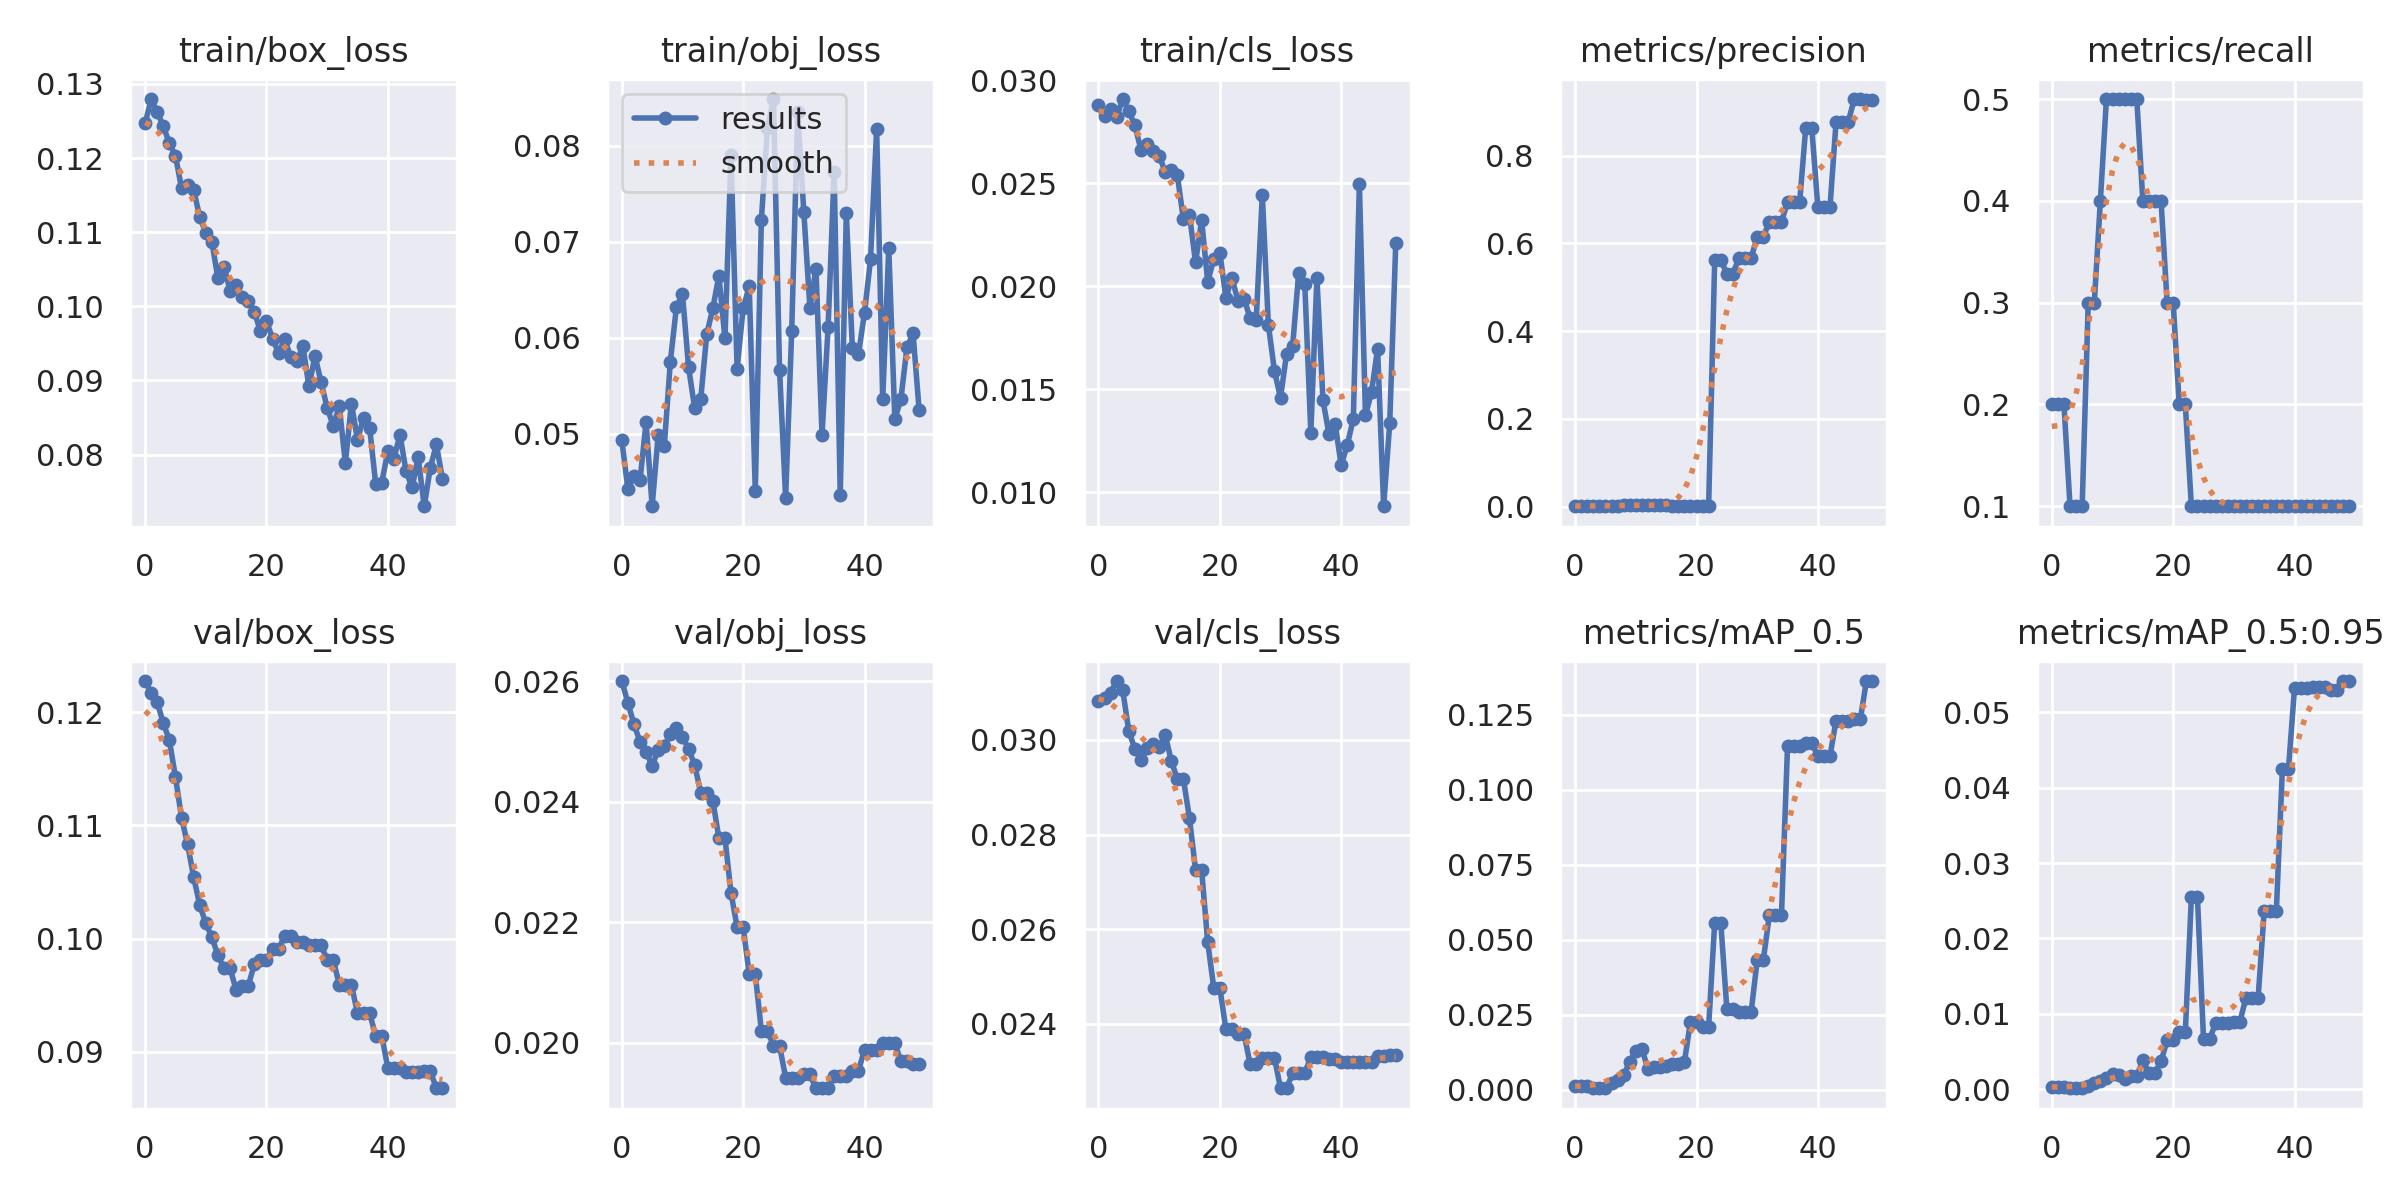 train/box_loss
0.13
0.12
0.11
0.10
0.09
0.08
0 20 40
train/obj_loss
results
smooth
0.08
0.07
0.06
0.05
0 20 40
train/cls_loss
0.030
0.025
0.020
0.015
0.010
0 20 40
metrics/precision
0.8
0.6
0.4
0.2
0.0
0 20 40
metrics/recall
0.5
0.4
0.3
0.2
0.1
0 20 40
val/box_loss
0.12
0.11
0.10
0.09
0 20 40
val/obj_loss
0.026
0.024
0.022
0.020
0 20 40
val/cls_loss
0.030
0.028
0.026
0.024
0 20 40
metrics/mAP_0.5
0.125
0.100
0.075
0.050
0.025
0.000
0 20 40
metrics/mAP_0.5:0.95
0.05
0.04
0.03
0.02
0.01
0.00
0 20 40